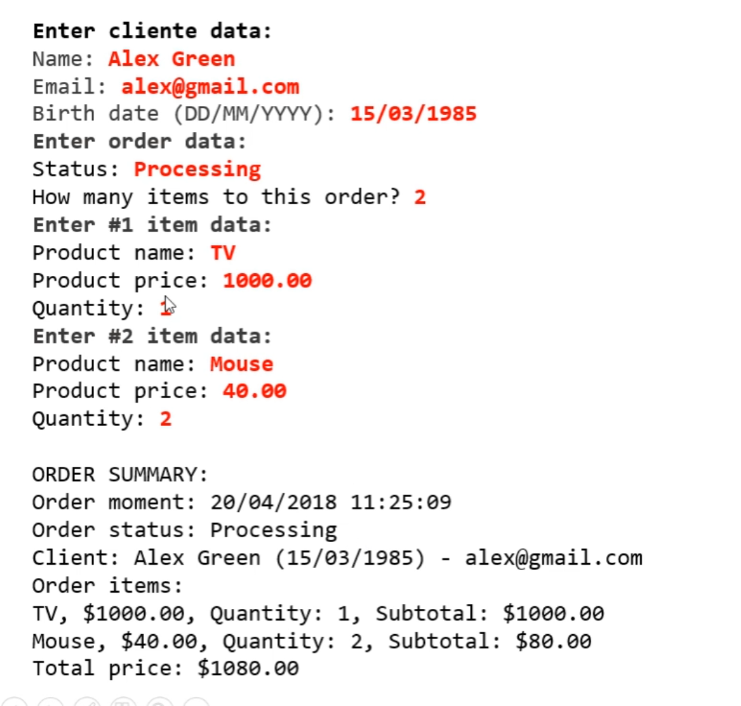 Enter cliente data:
Name: Alex Green
Email: alex@gmail.com
Birth date (DD/MM/YYYY): 15/03/1985
Enter order data:
Status: Processing
How many items to this order? 2
Enter #1 item data:
Product name: TV
Product price: 1000.00
Quantity: 1
Enter #2 item data:
Product name: Mouse
Product price: 40.00
Quantity: 2
ORDER SUMMARY:
Order moment: 20/04/2018 11:25:09
Order status: Processing
Client: Alex Green (15/03/1985) - alex@gmail.com
Order items:
TV, $1000.00, Quantity: 1, Subtotal: $1000.00
Mouse, $40.00, Quantity: 2, Subtotal: $80.00
Total price: $1080.00